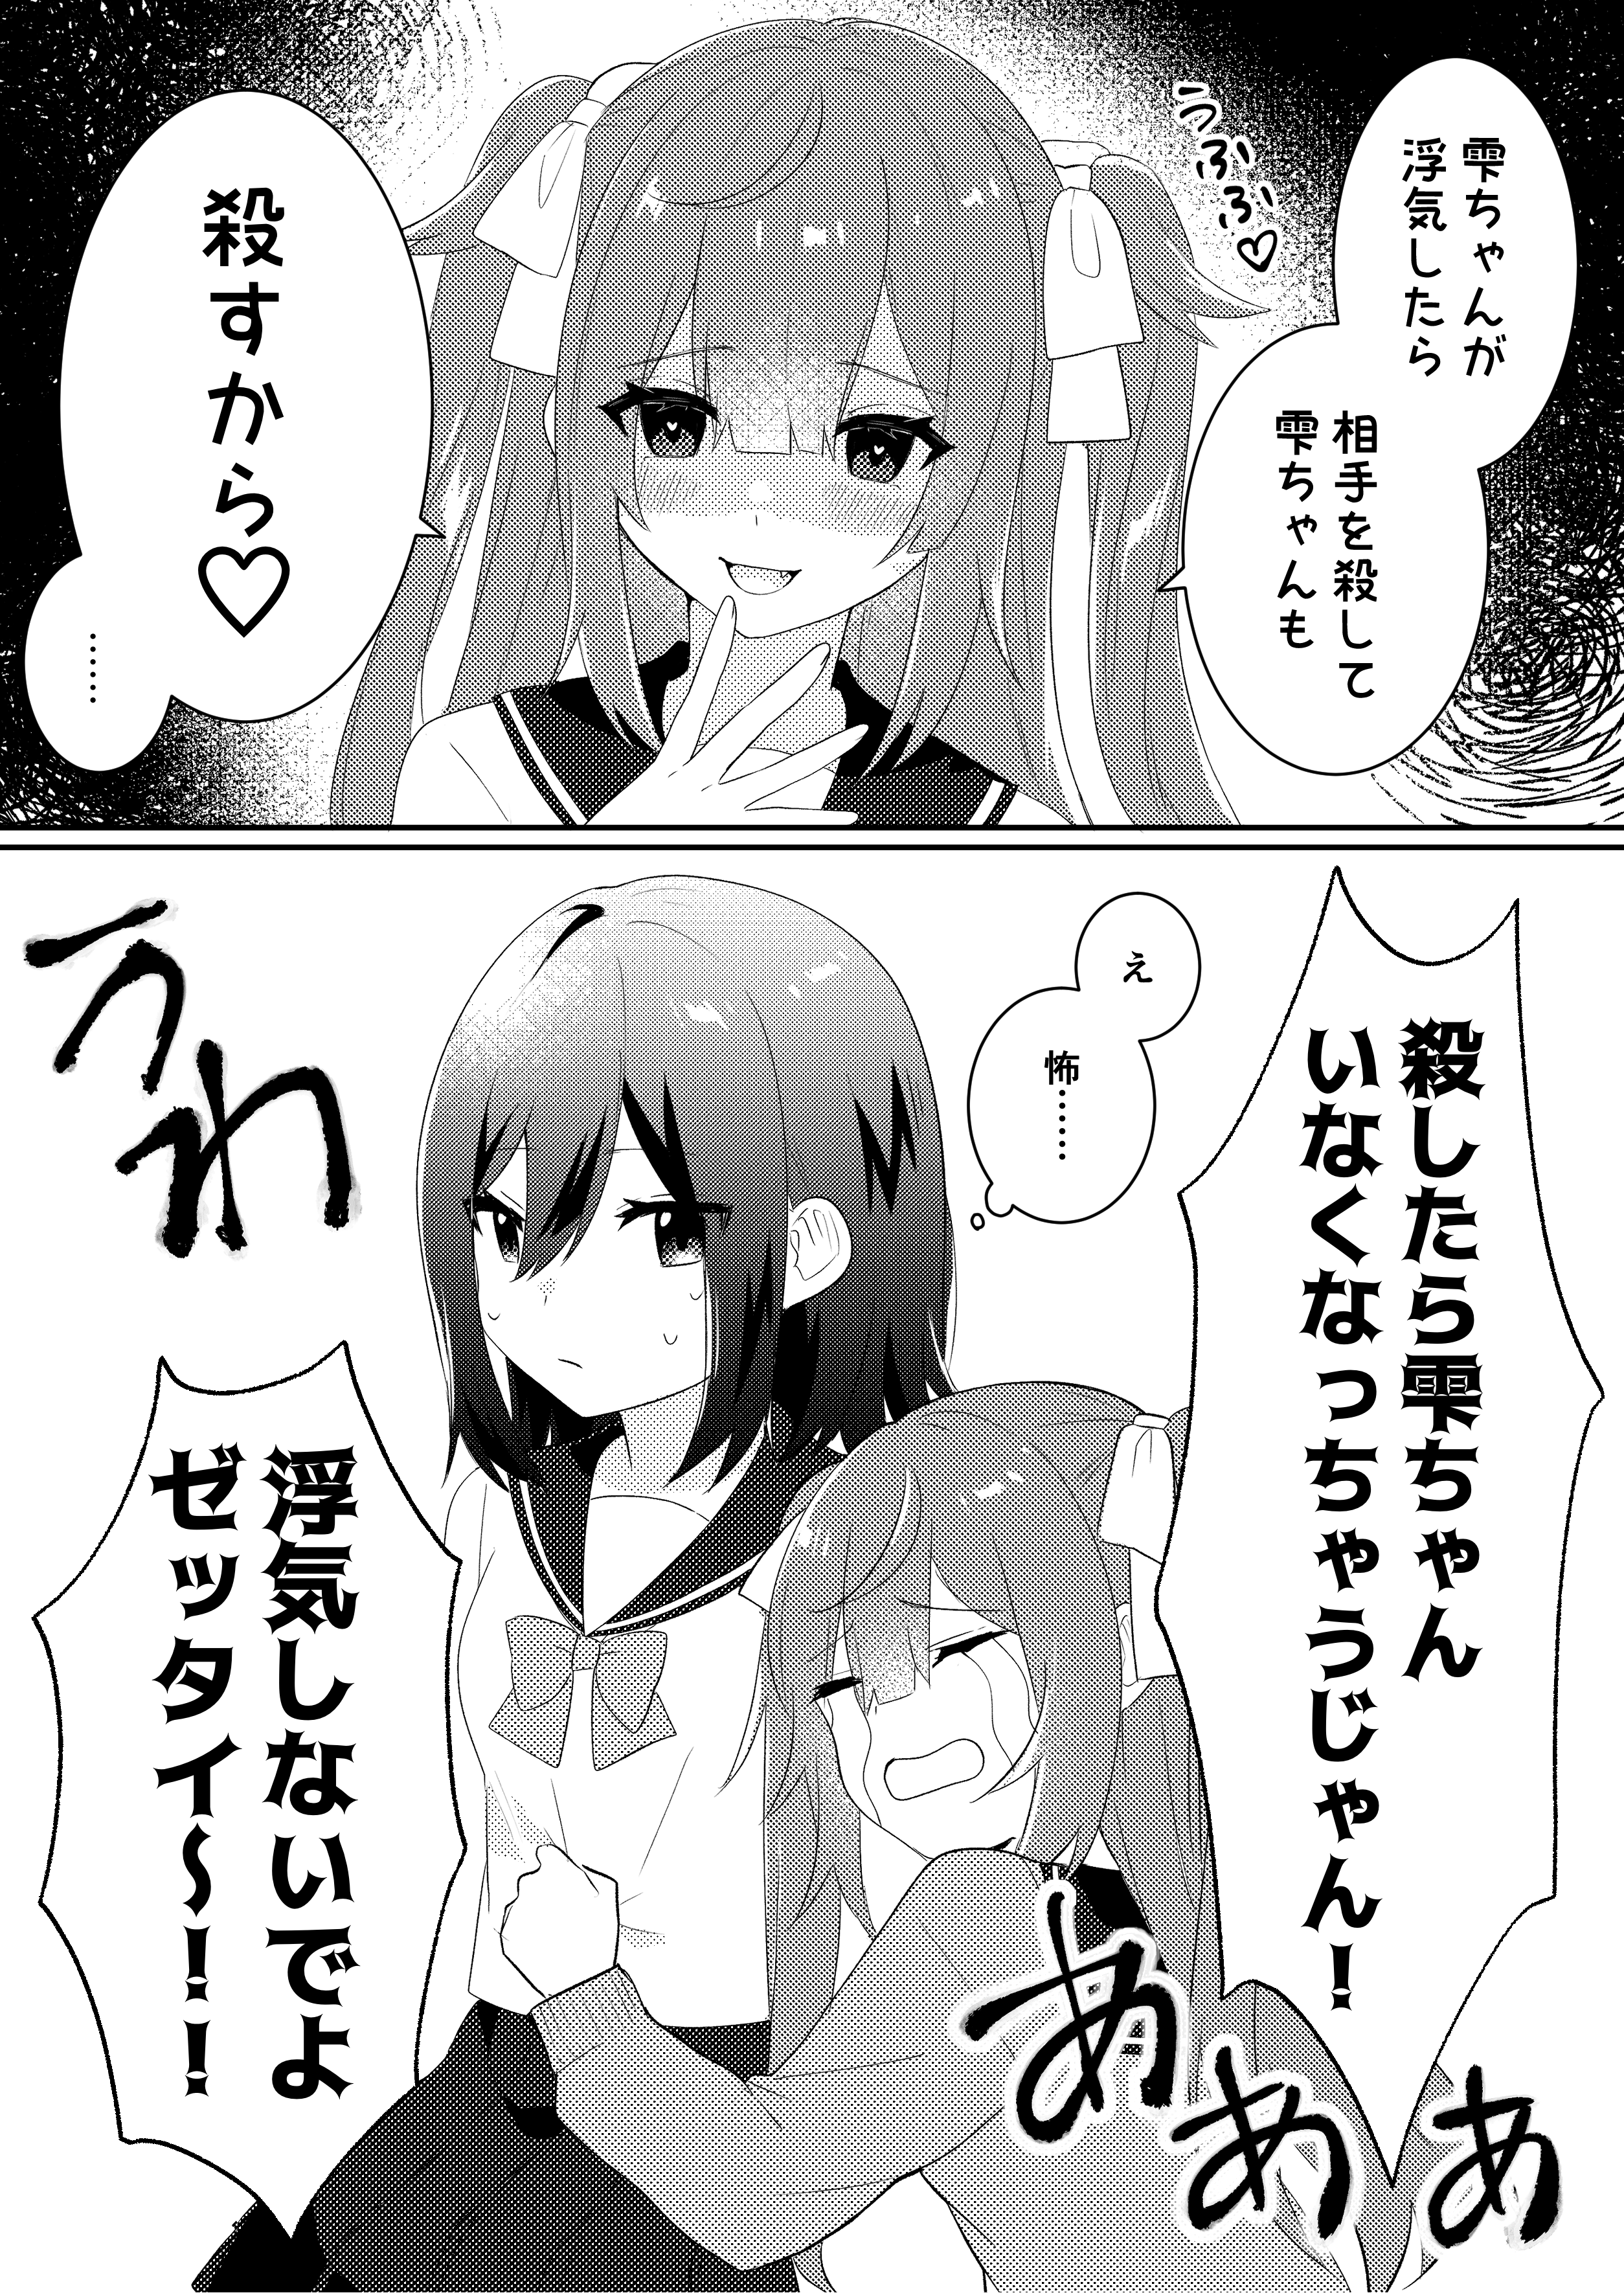 雫ちゃんが
浮気したら
相手を殺して
雫ちゃんも
うふふ♡
殺すから♡
……
殺したら雫ちゃん
いなくなっちゃうじゃん!
え
怖……
うわ
あああ
浮気しないでよ
ゼッタイ〜!!